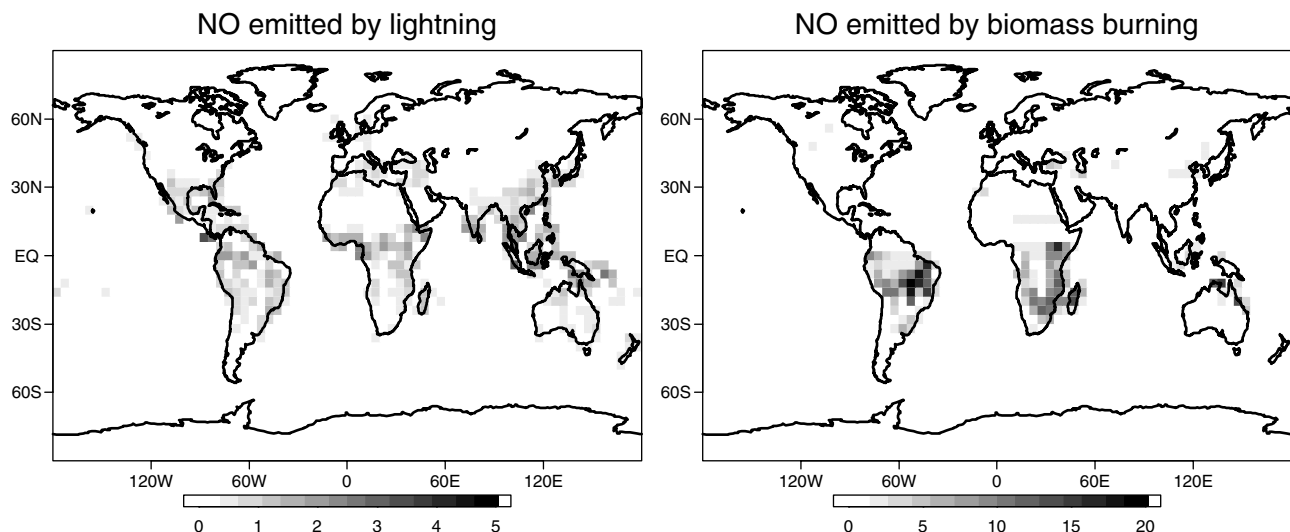 NO emitted by lightning
60N
30N
EQ
30S
60S
120W 60W 0 60E 120E
0 1 2 3 4 5
NO emitted by biomass burning
60N
30N
EQ
30S
60S
120W 60W 0 60E 120E
0 5 10 15 20